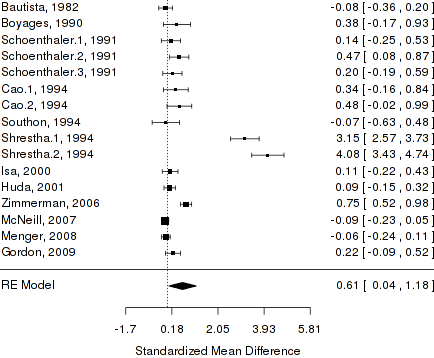 Bautista, 1982 -0.08 [ -0.36 , 0.20 ]
Boyages, 1990 0.38 [ -0.17 , 0.93 ]
Schoenthaler.1, 1991 0.14 [ -0.25 , 0.53 ]
Schoenthaler.2, 1991 0.47 [ 0.08 , 0.87 ]
Schoenthaler.3, 1991 0.20 [ -0.19 , 0.59 ]
Cao.1, 1994 0.34 [ -0.16 , 0.84 ]
Cao.2, 1994 0.48 [ -0.02 , 0.99 ]
Southon, 1994 -0.07 [ -0.63 , 0.48 ]
Shrestha.1, 1994 3.15 [ 2.57 , 3.73 ]
Shrestha.2, 1994 4.08 [ 3.43 , 4.74 ]
Isa, 2000 0.11 [ -0.22 , 0.43 ]
Huda, 2001 0.09 [ -0.15 , 0.32 ]
Zimmerman, 2006 0.75 [ 0.52 , 0.98 ]
McNeill, 2007 -0.09 [ -0.23 , 0.05 ]
Menger, 2008 -0.06 [ -0.24 , 0.11 ]
Gordon, 2009 0.22 [ -0.09 , 0.52 ]
RE Model 0.61 [ 0.04 , 1.18 ]
-1.7 0.18 2.05 3.93 5.81
Standardized Mean Difference